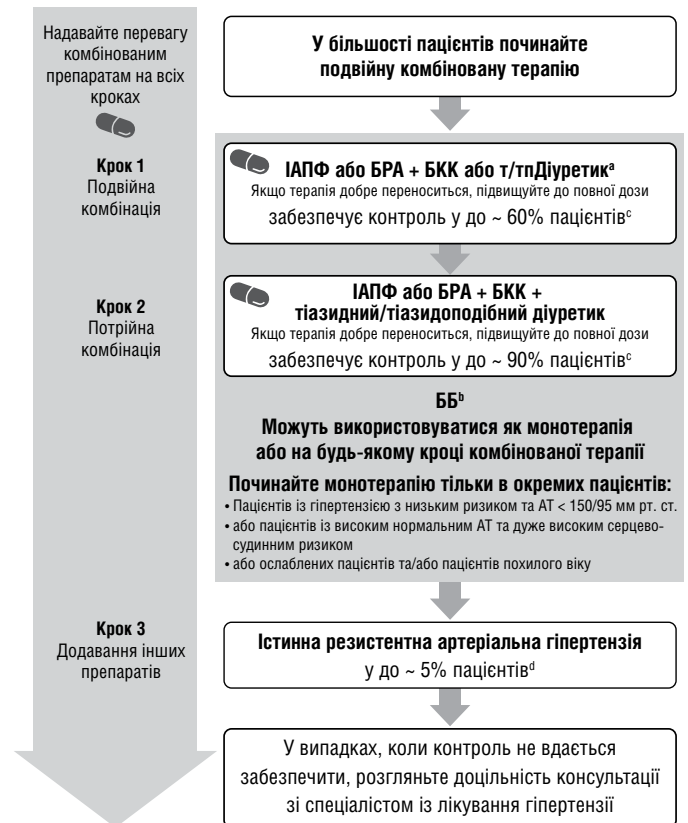 Надавайте перевагу
комбінованим
препаратам на всіх
кроках
У більшості пацієнтів починайте
подвійну комбіновану терапію
Крок 1
Подвійна
комбінація
ІАПФ або БРА + БКК або т/тпДіуретикᵃ
Якщо терапія добре переноситься, підвищуйте до повної дози
забезпечує контроль у до ~ 60% пацієнтівᶜ
Крок 2
Потрійна
комбінація
ІАПФ або БРА + БКК +
тіазидний/тіазидоподібний діуретик
Якщо терапія добре переноситься, підвищуйте до повної дози
забезпечує контроль у до ~ 90% пацієнтівᶜ
ББᵇ
Можуть використовуватися як монотерапія
або на будь-якому кроці комбінованої терапії
Починайте монотерапію тільки в окремих пацієнтів:
• Пацієнтів із гіпертензією з низьким ризиком та АТ < 150/95 мм рт. ст.
• або пацієнтів із високим нормальним АТ та дуже високим серцево-
судинним ризиком
• або ослаблених пацієнтів та/або пацієнтів похилого віку
Крок 3
Додавання інших
препаратів
Істинна резистентна артеріальна гіпертензія
у до ~ 5% пацієнтівᵈ
У випадках, коли контроль не вдається
забезпечити, розгляньте доцільність консультації
зі спеціалістом із лікування гіпертензії